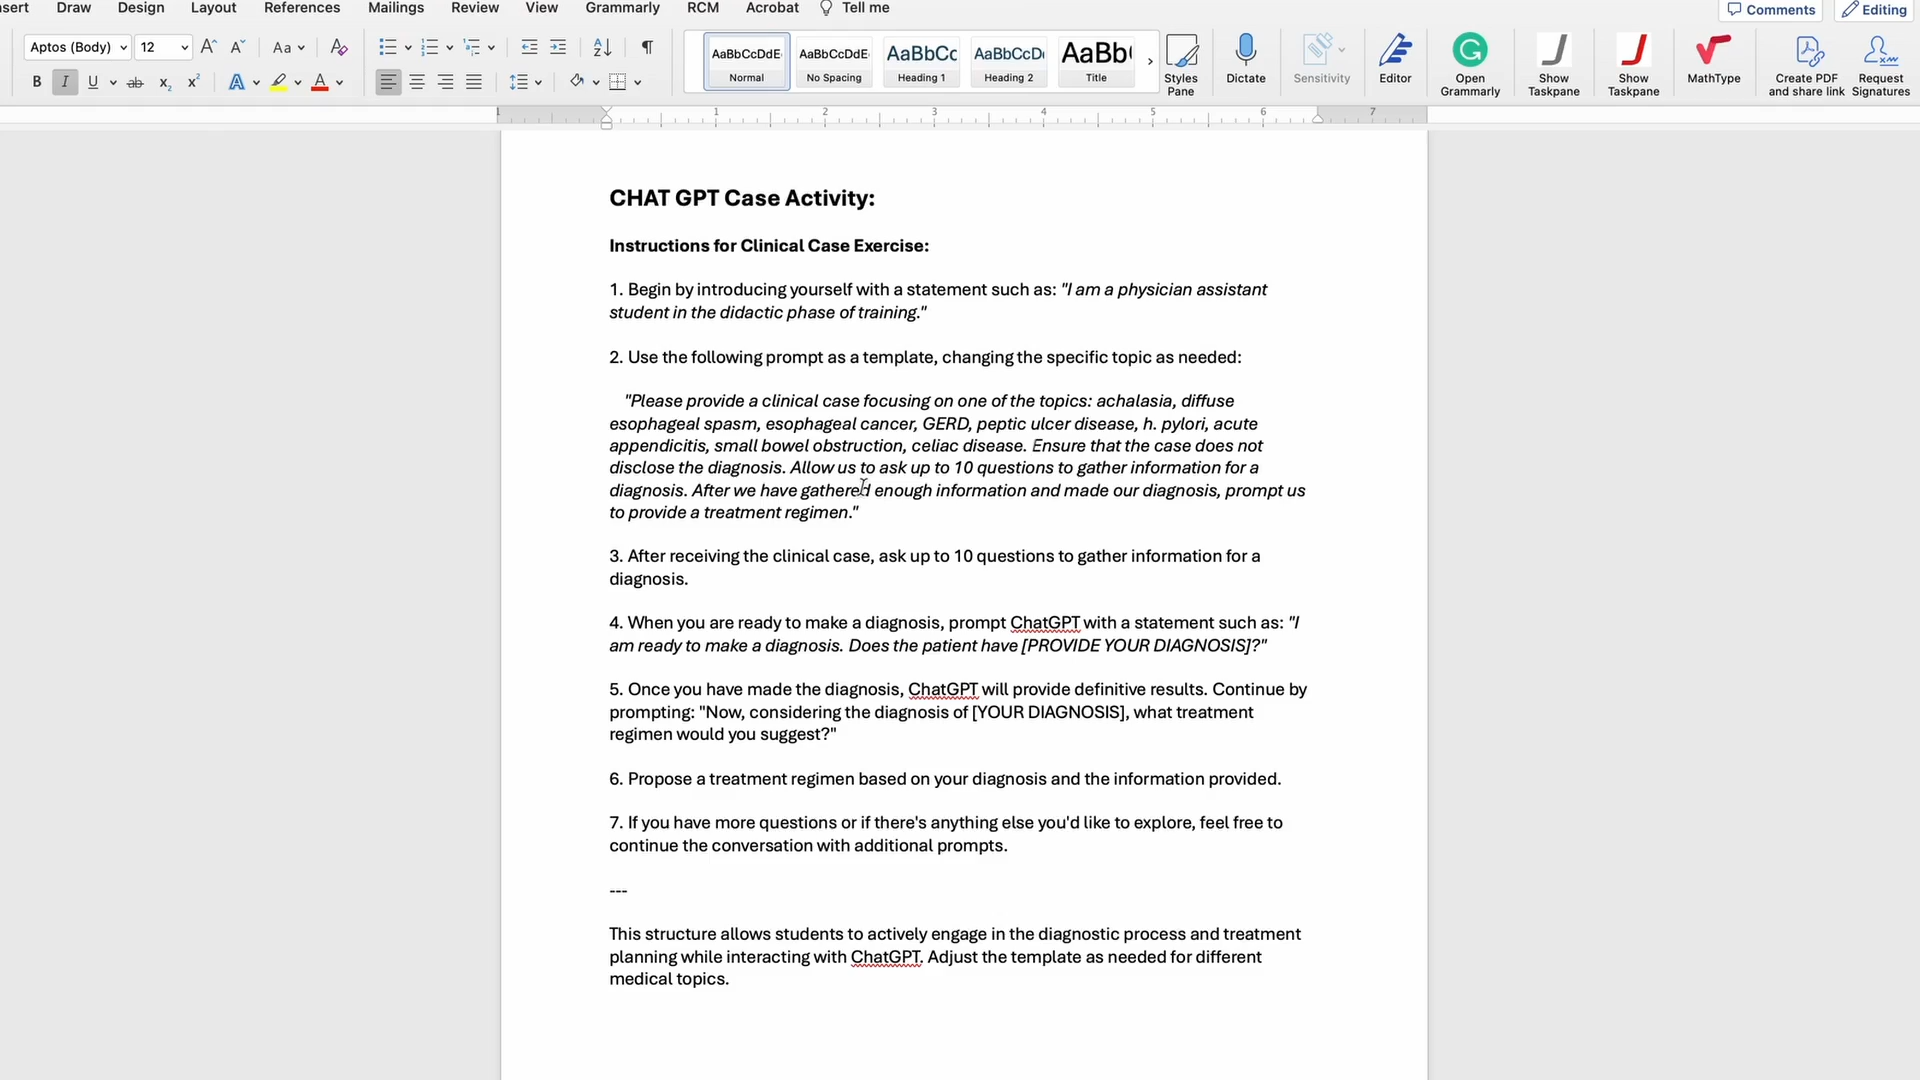 nsert Draw Design Layout References Mailings Review View Grammarly RCM Acrobat Tell me Comments Editing
Aptos (Body) 12 Aa
AaBbCcDdE Normal
AaBbCcDdE No Spacing
AaBbCc Heading 1
AaBbCcD Heading 2
AaBb Title
Styles Pane
Dictate
Sensitivity
Editor
Open Grammarly
Show Taskpane
Show Taskpane
MathType
Create PDF and share link
Request Signatures
B I U ab x₂ x² A A
1 1 2 3 4 5 6 7
CHAT GPT Case Activity:
Instructions for Clinical Case Exercise:
1. Begin by introducing yourself with a statement such as: "I am a physician assistant
student in the didactic phase of training."
2. Use the following prompt as a template, changing the specific topic as needed:
"Please provide a clinical case focusing on one of the topics: achalasia, diffuse
esophageal spasm, esophageal cancer, GERD, peptic ulcer disease, h. pylori, acute
appendicitis, small bowel obstruction, celiac disease. Ensure that the case does not
disclose the diagnosis. Allow us to ask up to 10 questions to gather information for a
diagnosis. After we have gathered enough information and made our diagnosis, prompt us
to provide a treatment regimen."
3. After receiving the clinical case, ask up to 10 questions to gather information for a
diagnosis.
4. When you are ready to make a diagnosis, prompt ChatGPT with a statement such as: "I
am ready to make a diagnosis. Does the patient have [PROVIDE YOUR DIAGNOSIS]?"
5. Once you have made the diagnosis, ChatGPT will provide definitive results. Continue by
prompting: "Now, considering the diagnosis of [YOUR DIAGNOSIS], what treatment
regimen would you suggest?"
6. Propose a treatment regimen based on your diagnosis and the information provided.
7. If you have more questions or if there's anything else you'd like to explore, feel free to
continue the conversation with additional prompts.
---
This structure allows students to actively engage in the diagnostic process and treatment
planning while interacting with ChatGPT. Adjust the template as needed for different
medical topics.